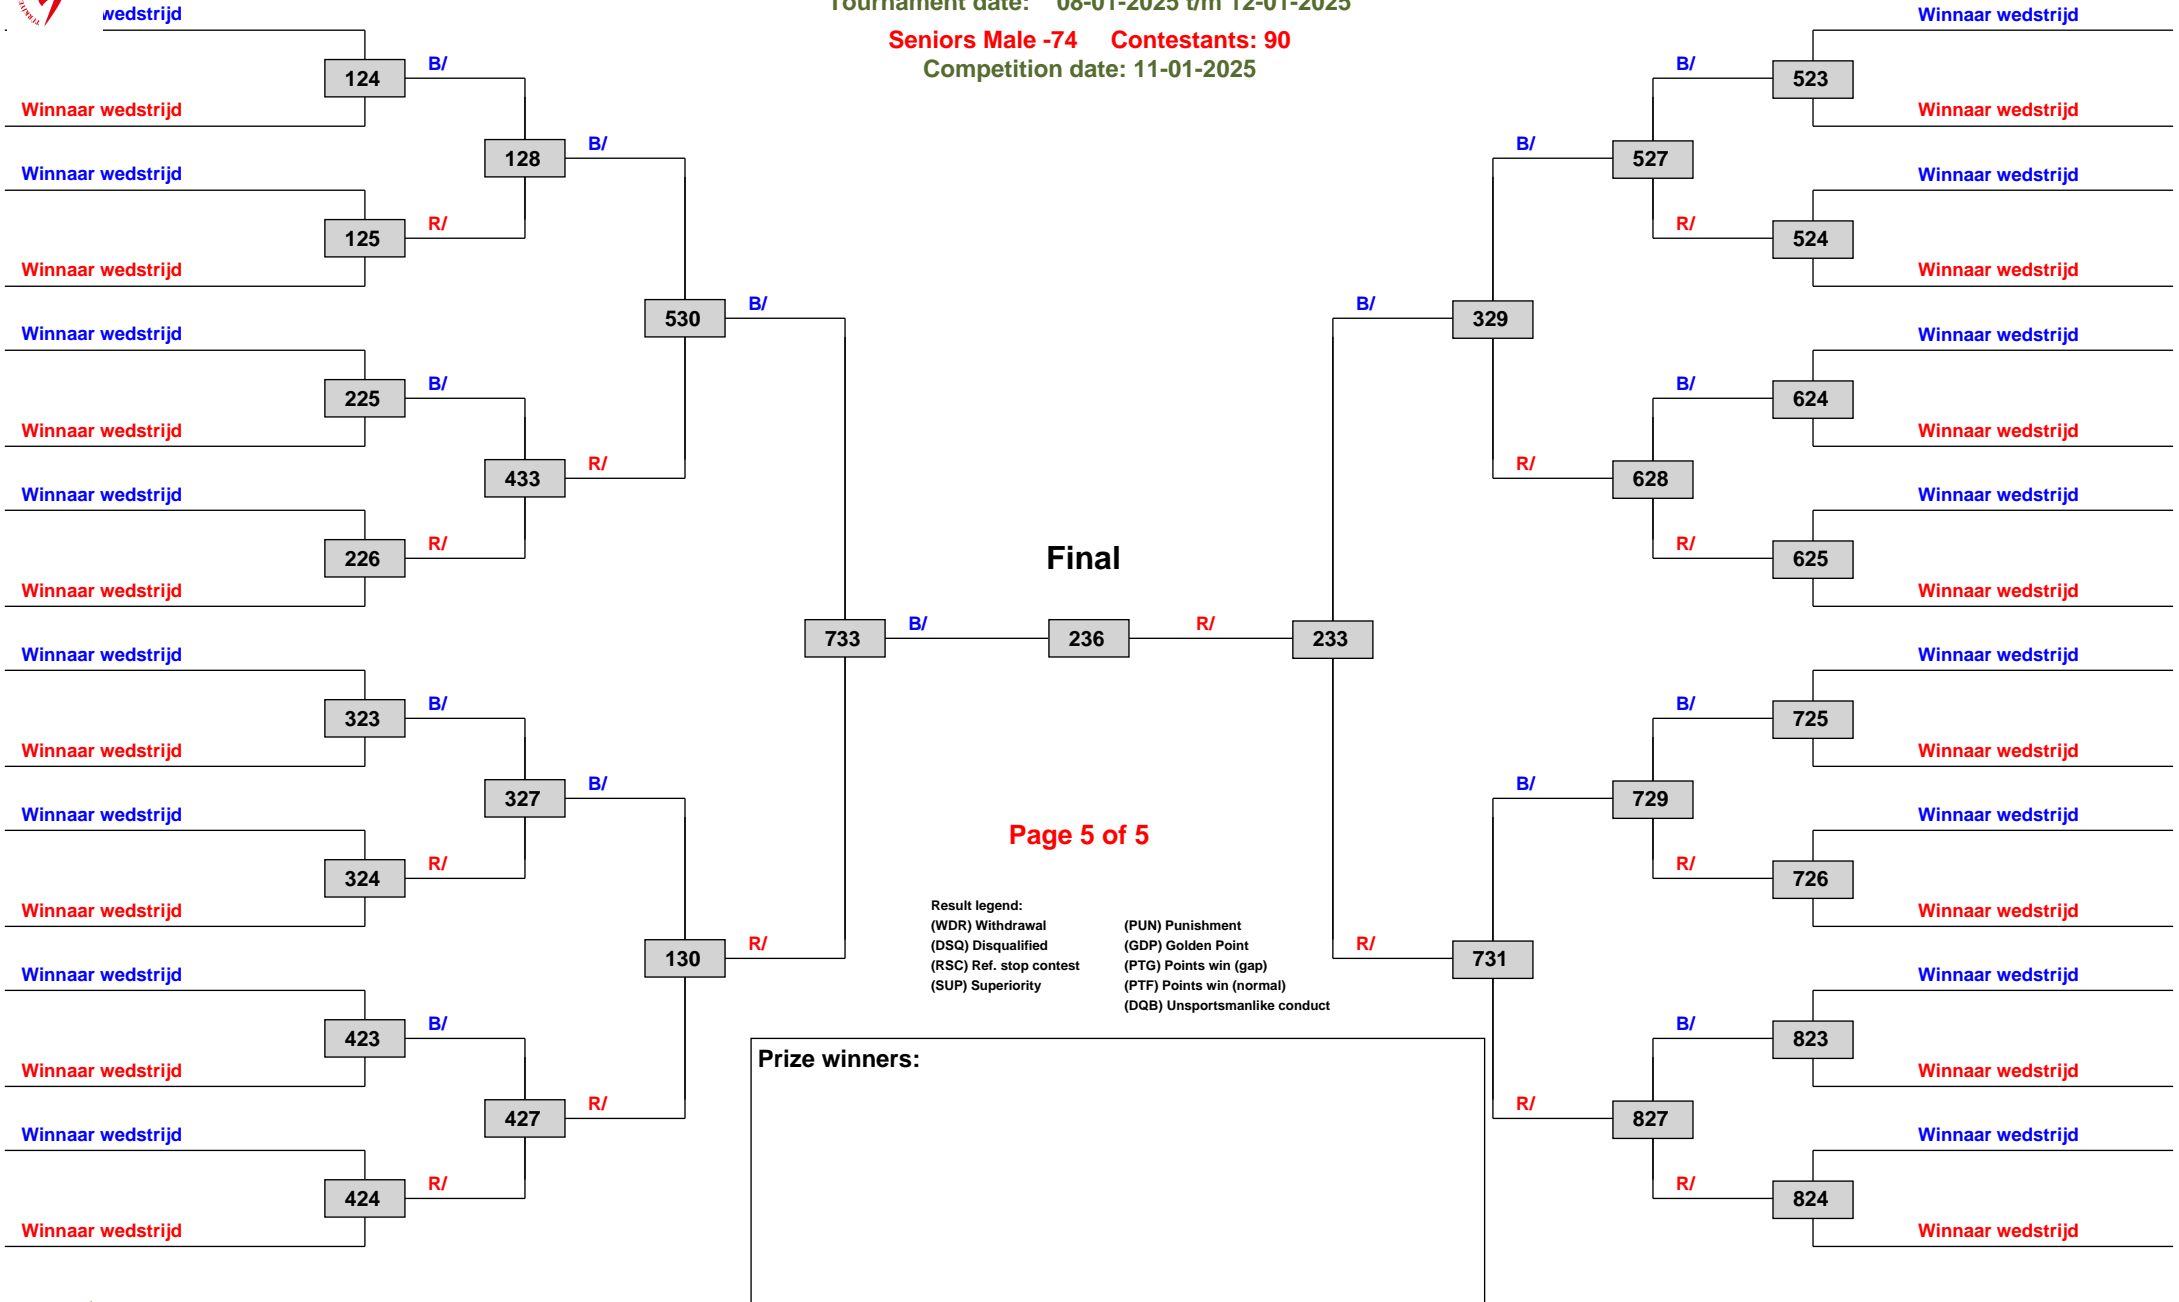 Tournament date: 08-01-2025 t/m 12-01-2025
Seniors Male -74 Contestants: 90
Competition date: 11-01-2025
wedstrijd
124
B/
Winnaar wedstrijd
128
B/
Winnaar wedstrijd
125
R/
Winnaar wedstrijd
530
B/
Winnaar wedstrijd
225
B/
Winnaar wedstrijd
433
R/
Winnaar wedstrijd
226
R/
Winnaar wedstrijd
733
B/
Winnaar wedstrijd
323
B/
Winnaar wedstrijd
327
B/
Winnaar wedstrijd
324
R/
Winnaar wedstrijd
130
R/
Winnaar wedstrijd
423
B/
Winnaar wedstrijd
427
R/
Winnaar wedstrijd
424
R/
Winnaar wedstrijd
Final
236
R/
233
Winnaar wedstrijd
B/
523
Winnaar wedstrijd
B/
527
Winnaar wedstrijd
R/
524
Winnaar wedstrijd
B/
329
Winnaar wedstrijd
B/
624
Winnaar wedstrijd
R/
628
Winnaar wedstrijd
R/
625
Winnaar wedstrijd
Winnaar wedstrijd
B/
725
Winnaar wedstrijd
B/
729
Winnaar wedstrijd
R/
726
Winnaar wedstrijd
R/
731
Winnaar wedstrijd
B/
823
Winnaar wedstrijd
R/
827
Winnaar wedstrijd
R/
824
Winnaar wedstrijd
Page 5 of 5
Result legend:
(WDR) Withdrawal
(DSQ) Disqualified
(RSC) Ref. stop contest
(SUP) Superiority
(PUN) Punishment
(GDP) Golden Point
(PTG) Points win (gap)
(PTF) Points win (normal)
(DQB) Unsportsmanlike conduct
Prize winners: